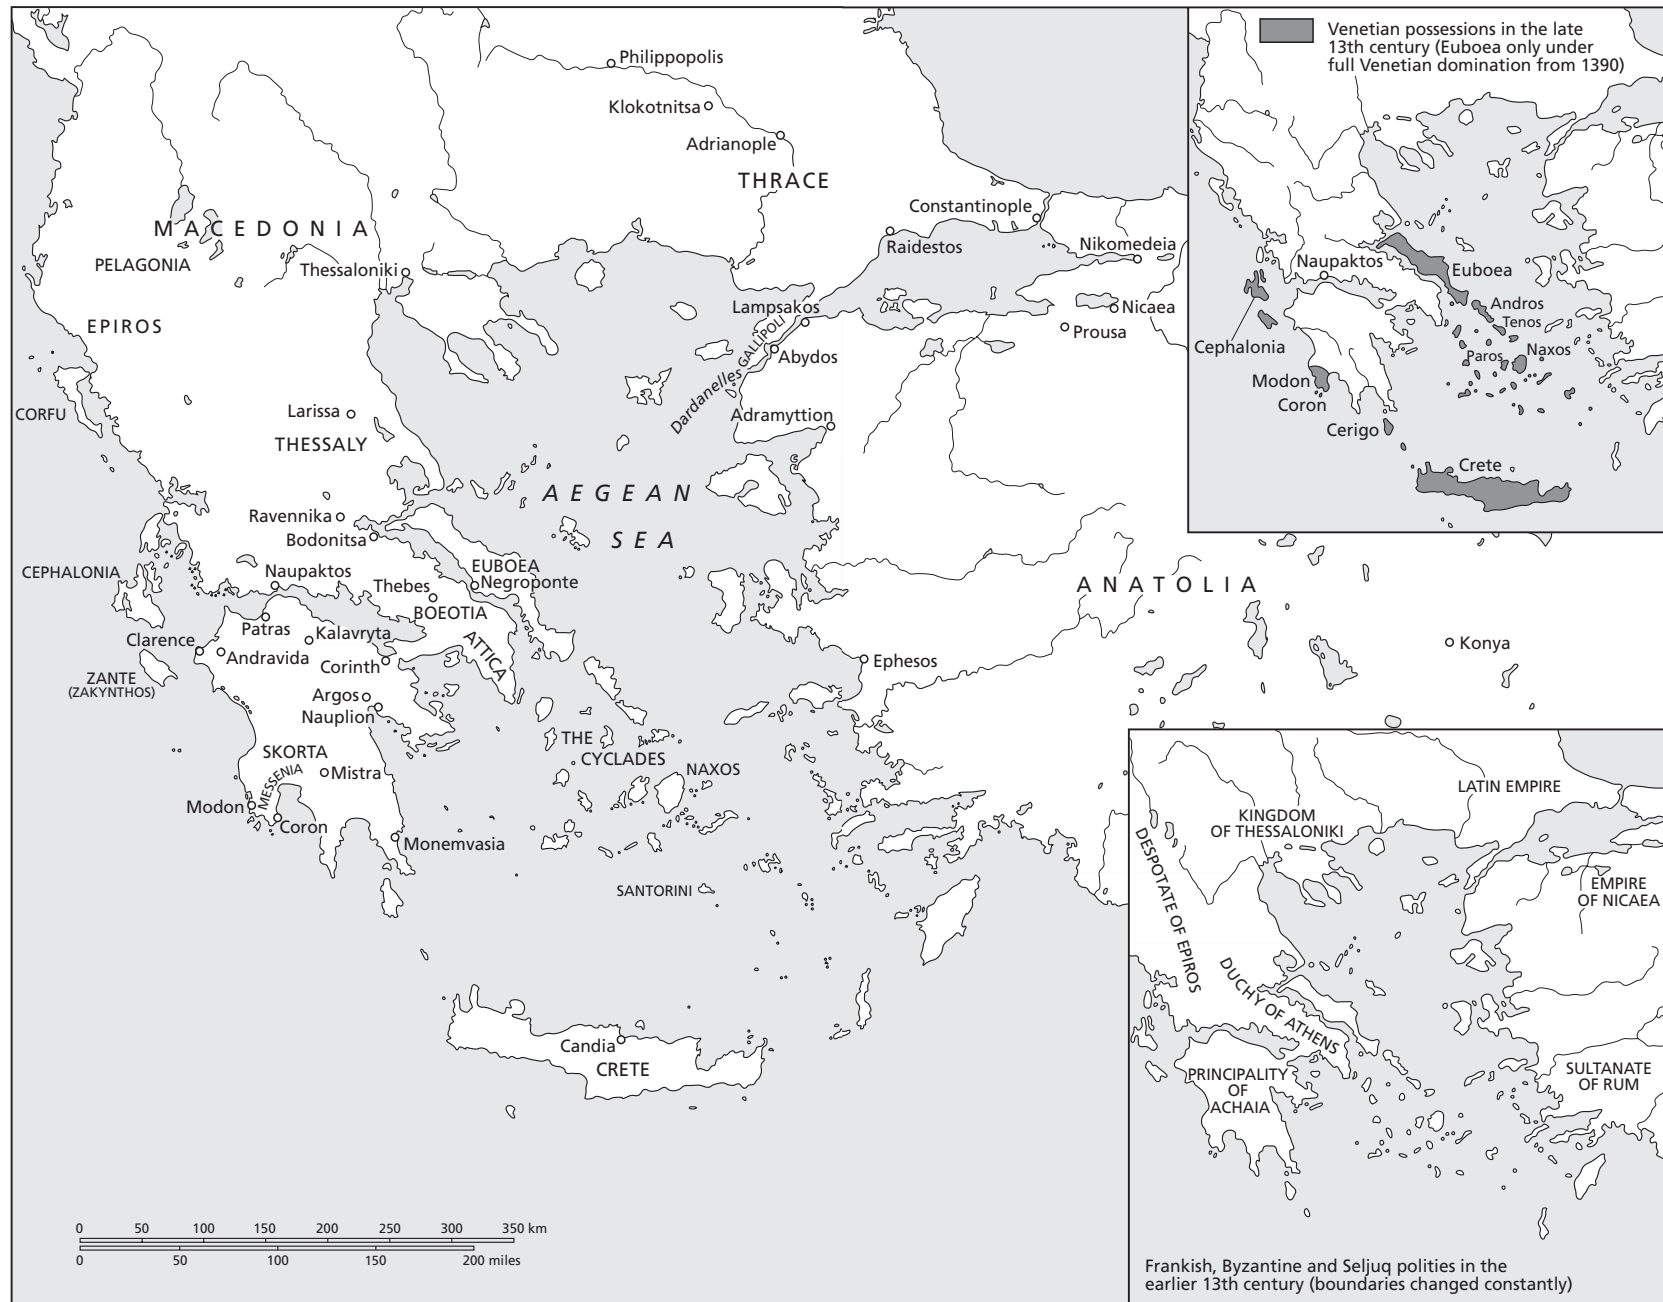 Philippopolis
Klokotnitsa
Adrianople
THRACE
Constantinople
Raidestos
Nikomedeia
MACEDONIA
PELAGONIA
Thessaloniki
Lampsakos
Nicaea
Prousa
EPIROS
GALLIPOLI
Abydos
Dardanelles
CORFU
Larissa
THESSALY
Adramyttion
AEGEAN
SEA
Ravennika
Bodonitsa
CEPHALONIA
Naupaktos
Thebes
EUBOEA
Negroponte
BOEOTIA
ANATOLIA
Patras
Kalavryta
Clarence
Andravida
Corinth
ATTICA
Ephesos
Konya
ZANTE
(ZAKYNTHOS)
Argos
Nauplion
THE
CYCLADES
SKORTA
NAXOS
MESSENIA
Mistra
Modon
Coron
Monemvasia
SANTORINI
Candia
CRETE
0 50 100 150 200 250 300 350 km
0 50 100 150 200 miles
Venetian possessions in the late
13th century (Euboea only under
full Venetian domination from 1390)
Naupaktos
Euboea
Andros
Tenos
Cephalonia
Paros
Naxos
Modon
Coron
Cerigo
Crete
LATIN EMPIRE
KINGDOM
OF THESSALONIKI
DESPOTATE OF EPIROS
EMPIRE
OF NICAEA
DUCHY OF ATHENS
PRINCIPALITY
OF
ACHAIA
SULTANATE
OF RUM
Frankish, Byzantine and Seljuq polities in the
earlier 13th century (boundaries changed constantly)